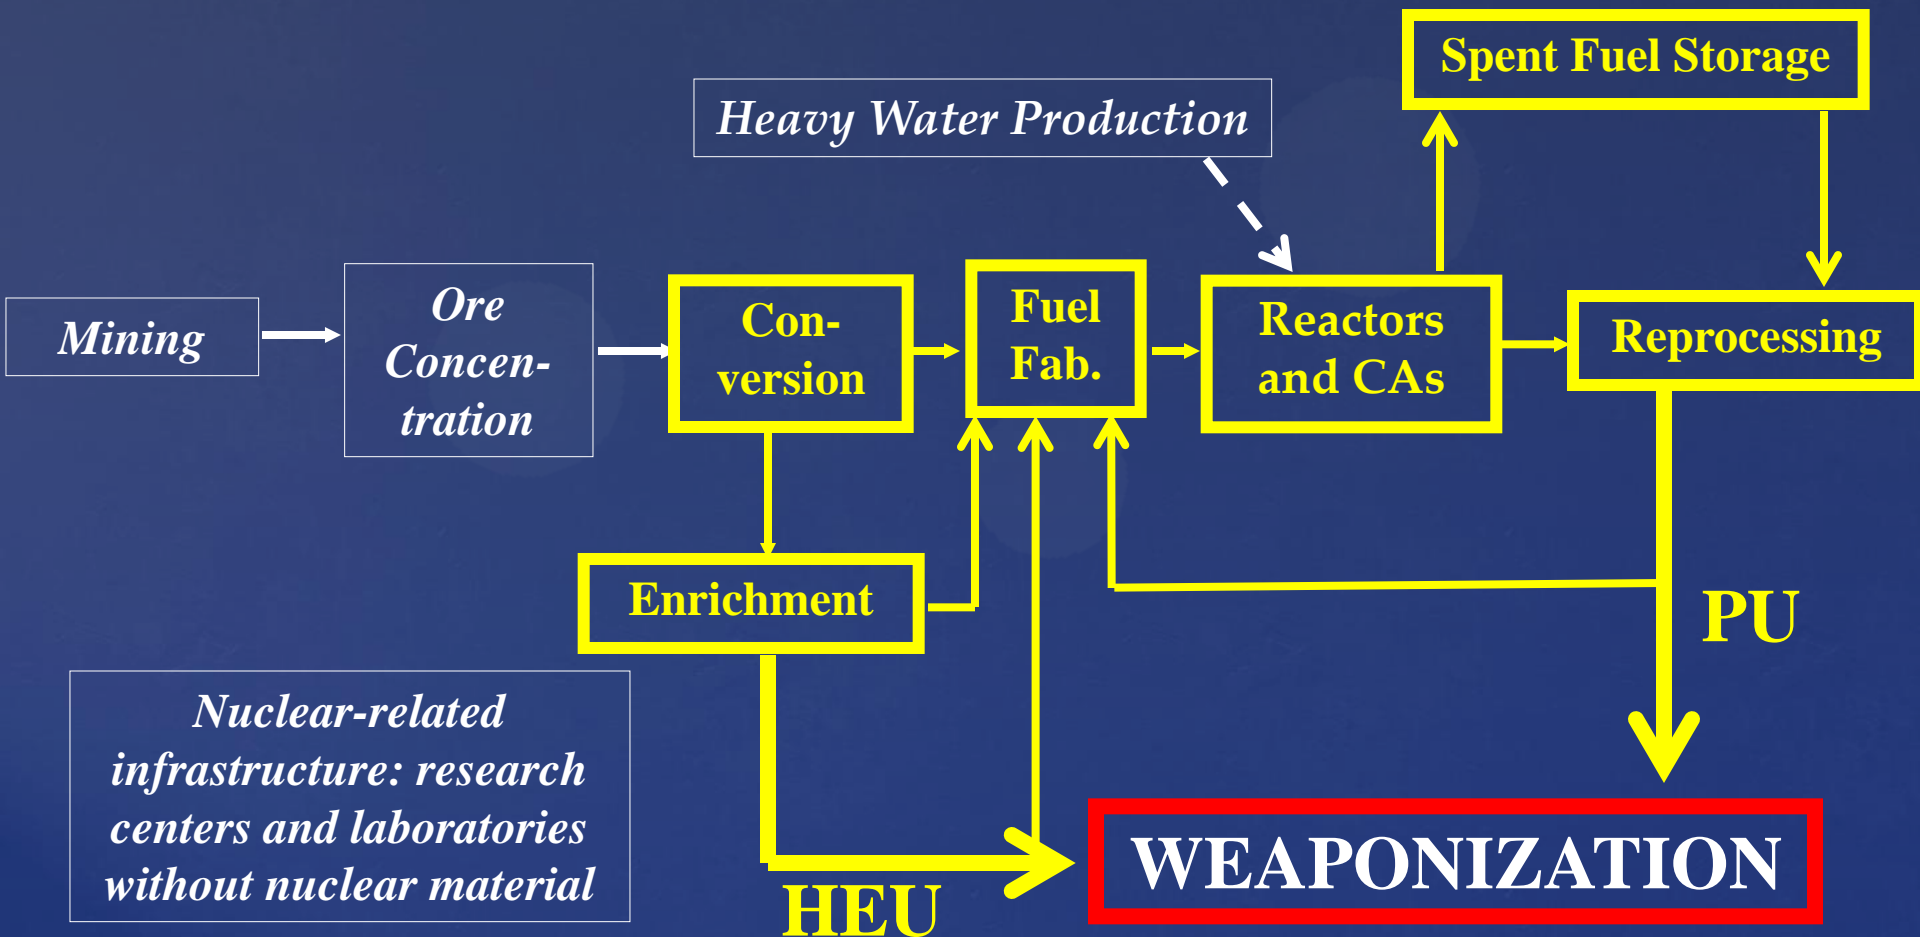 Spent Fuel Storage
Heavy Water Production
Mining
Ore
Concen-
tration
Con-
version
Fuel
Fab.
Reactors
and CAs
Reprocessing
Enrichment
PU
Nuclear-related
infrastructure: research
centers and laboratories
without nuclear material
HEU
WEAPONIZATION